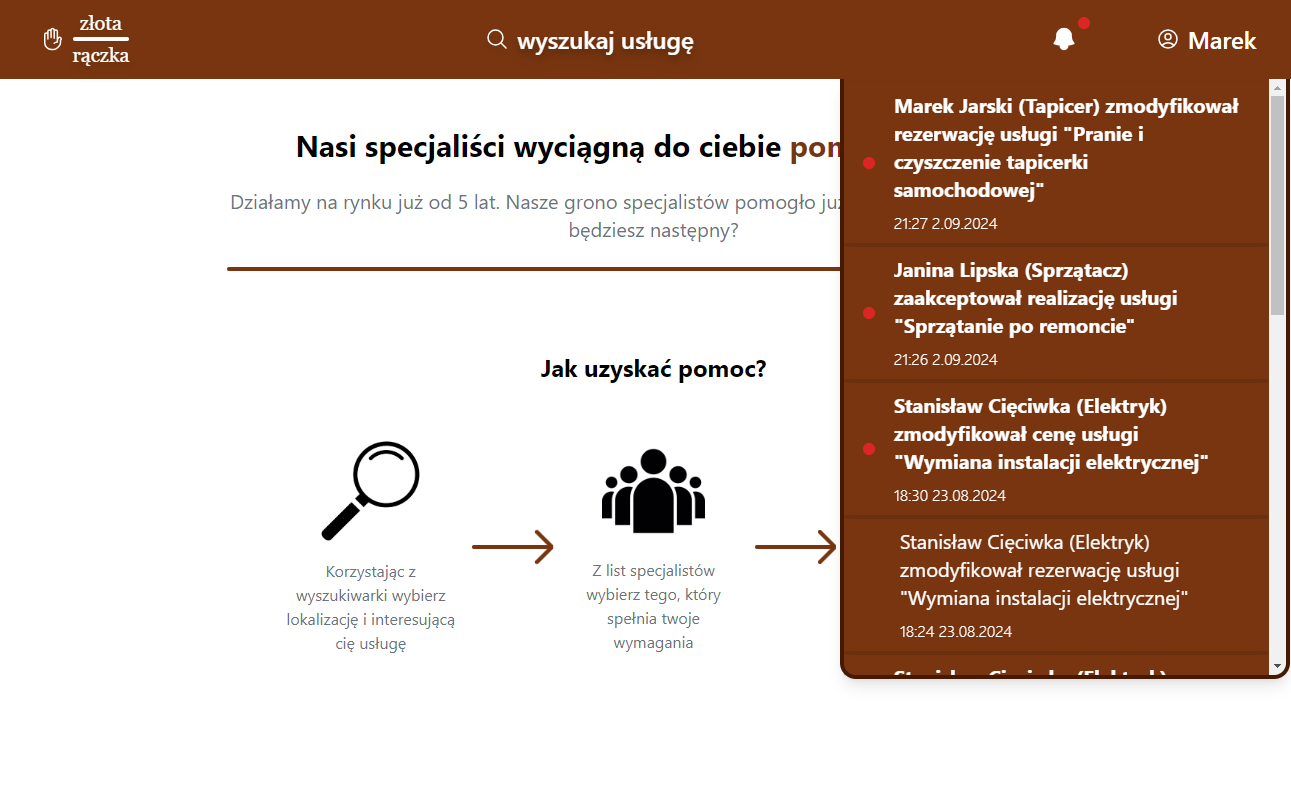 złota
rączka
wyszukaj usługę
Marek
Nasi specjaliści wyciągną do ciebie
Działamy na rynku już od 5 lat. Nasze grono specjalistów pomogło
będziesz następny?
Jak uzyskać pomoc?
Korzystając z
wyszukiwarki wybierz
lokalizację i interesującą
cię usługę
Z list specjalistów
wybierz tego, który
spełnia twoje
wymagania
Marek Jarski (Tapicer) zmodyfikował
rezerwację usługi "Pranie i
czyszczenie tapicerki
samochodowej"
21:27 2.09.2024
Janina Lipska (Sprzątacz)
zaakceptował realizację usługi
"Sprzątanie po remoncie"
21:26 2.09.2024
Stanisław Cięciwka (Elektryk)
zmodyfikował cenę usługi
"Wymiana instalacji elektrycznej"
18:30 23.08.2024
Stanisław Cięciwka (Elektryk)
zmodyfikował rezerwację usługi
"Wymiana instalacji elektrycznej"
18:24 23.08.2024
Stanisław Cięciwka (Elektryk)